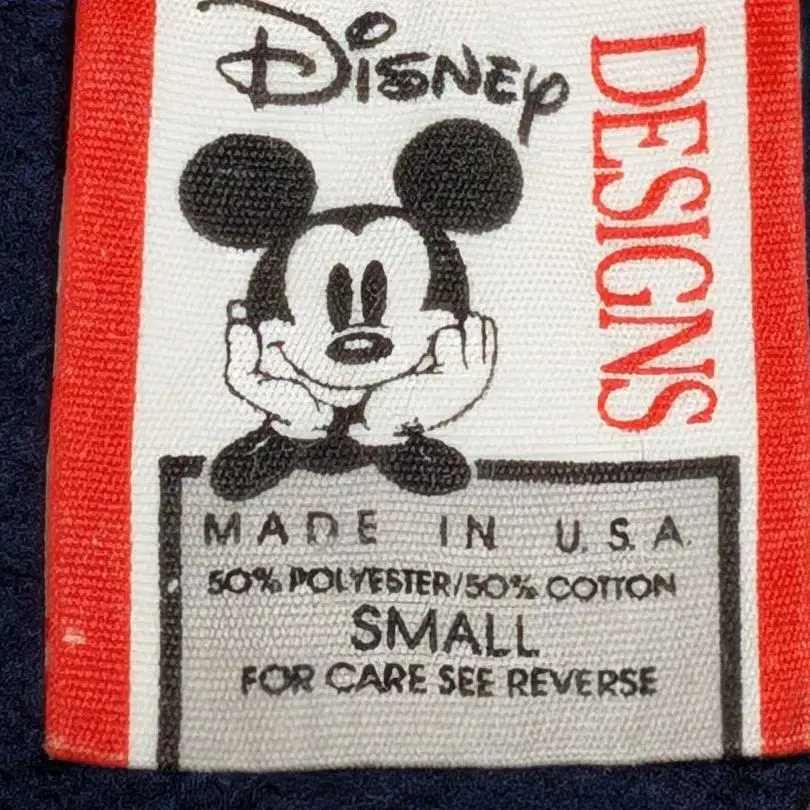 Disney
DESIGNS
MADE IN U.S.A.
50% POLYESTER/50% COTTON
SMALL
FOR CARE SEE REVERSE